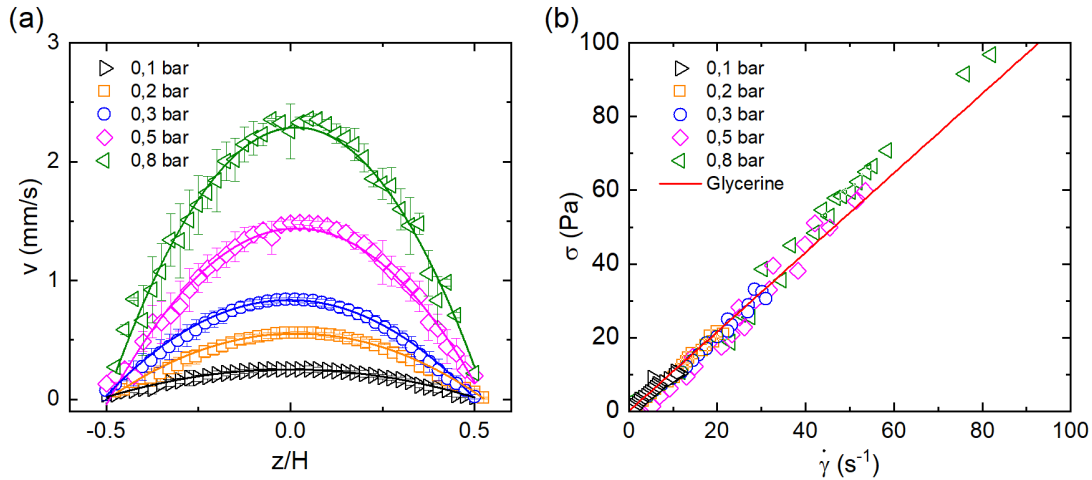 (a)
3
2
1
0
v (mm/s)
-0.5
0.0
0.5
z/H
0,1 bar
0,2 bar
0,3 bar
0,5 bar
0,8 bar
(b)
100
80
60
40
20
0
σ (Pa)
0
20
40
60
80
100
γ̇ (s⁻¹)
0,1 bar
0,2 bar
0,3 bar
0,5 bar
0,8 bar
Glycerine